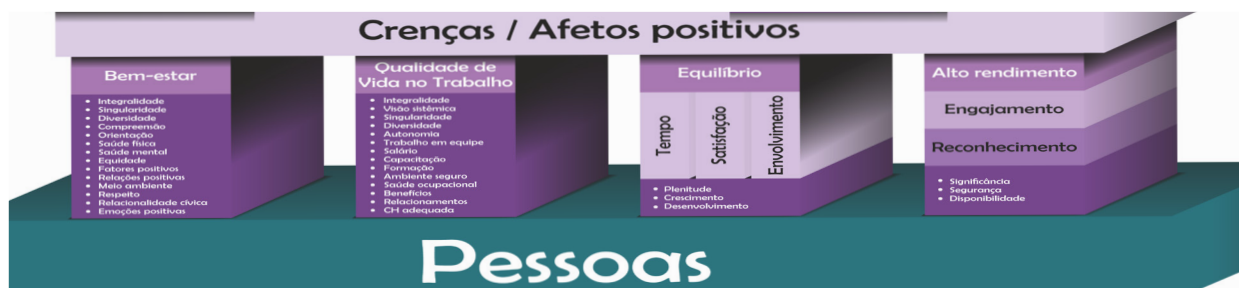 Crenças / Afetos positivos
Bem-estar
• Integralidade
• Singularidade
• Diversidade
• Compreensão
• Orientação
• Saúde física
• Saúde mental
• Equidade
• Fatores positivos
• Relações positivas
• Meio ambiente
• Respeito
• Relacionalidade cívica
• Emoções positivas
Qualidade de
Vida no Trabalho
• Integralidade
• Visão sistêmica
• Singularidade
• Diversidade
• Autonomia
• Trabalho em equipe
• Salário
• Capacitação
• Formação
• Ambiente seguro
• Saúde ocupacional
• Benefícios
• Relacionamentos
• CH adequada
Equilíbrio
Tempo
Satisfação
Envolvimento
• Plenitude
• Crescimento
• Desenvolvimento
Alto rendimento
Engajamento
Reconhecimento
• Significância
• Segurança
• Disponibilidade
Pessoas